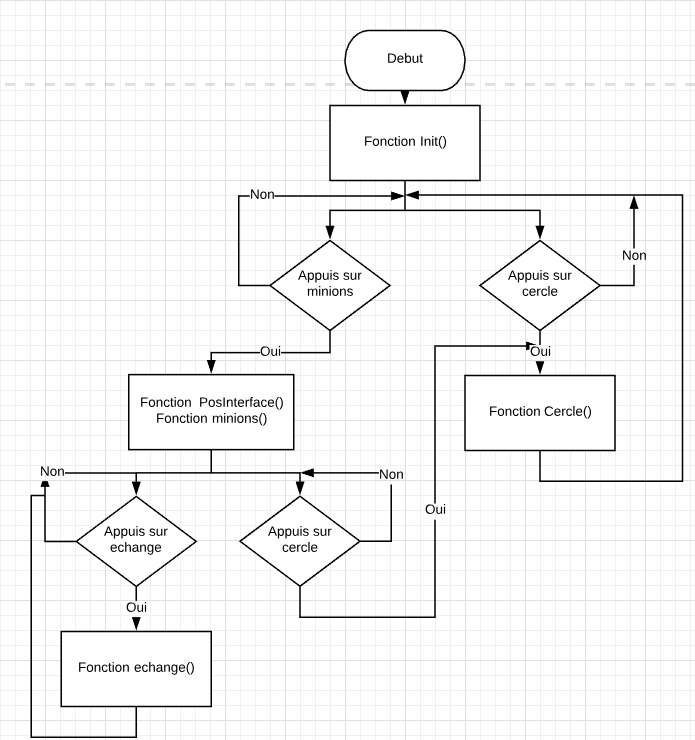 Debut
Fonction Init()
Non
Appuis sur
minions
Appuis sur
cercle
Non
Oui
Oui
Fonction PosInterface()
Fonction minions()
Fonction Cercle()
Non
Non
Appuis sur
echange
Appuis sur
cercle
Oui
Oui
Fonction echange()